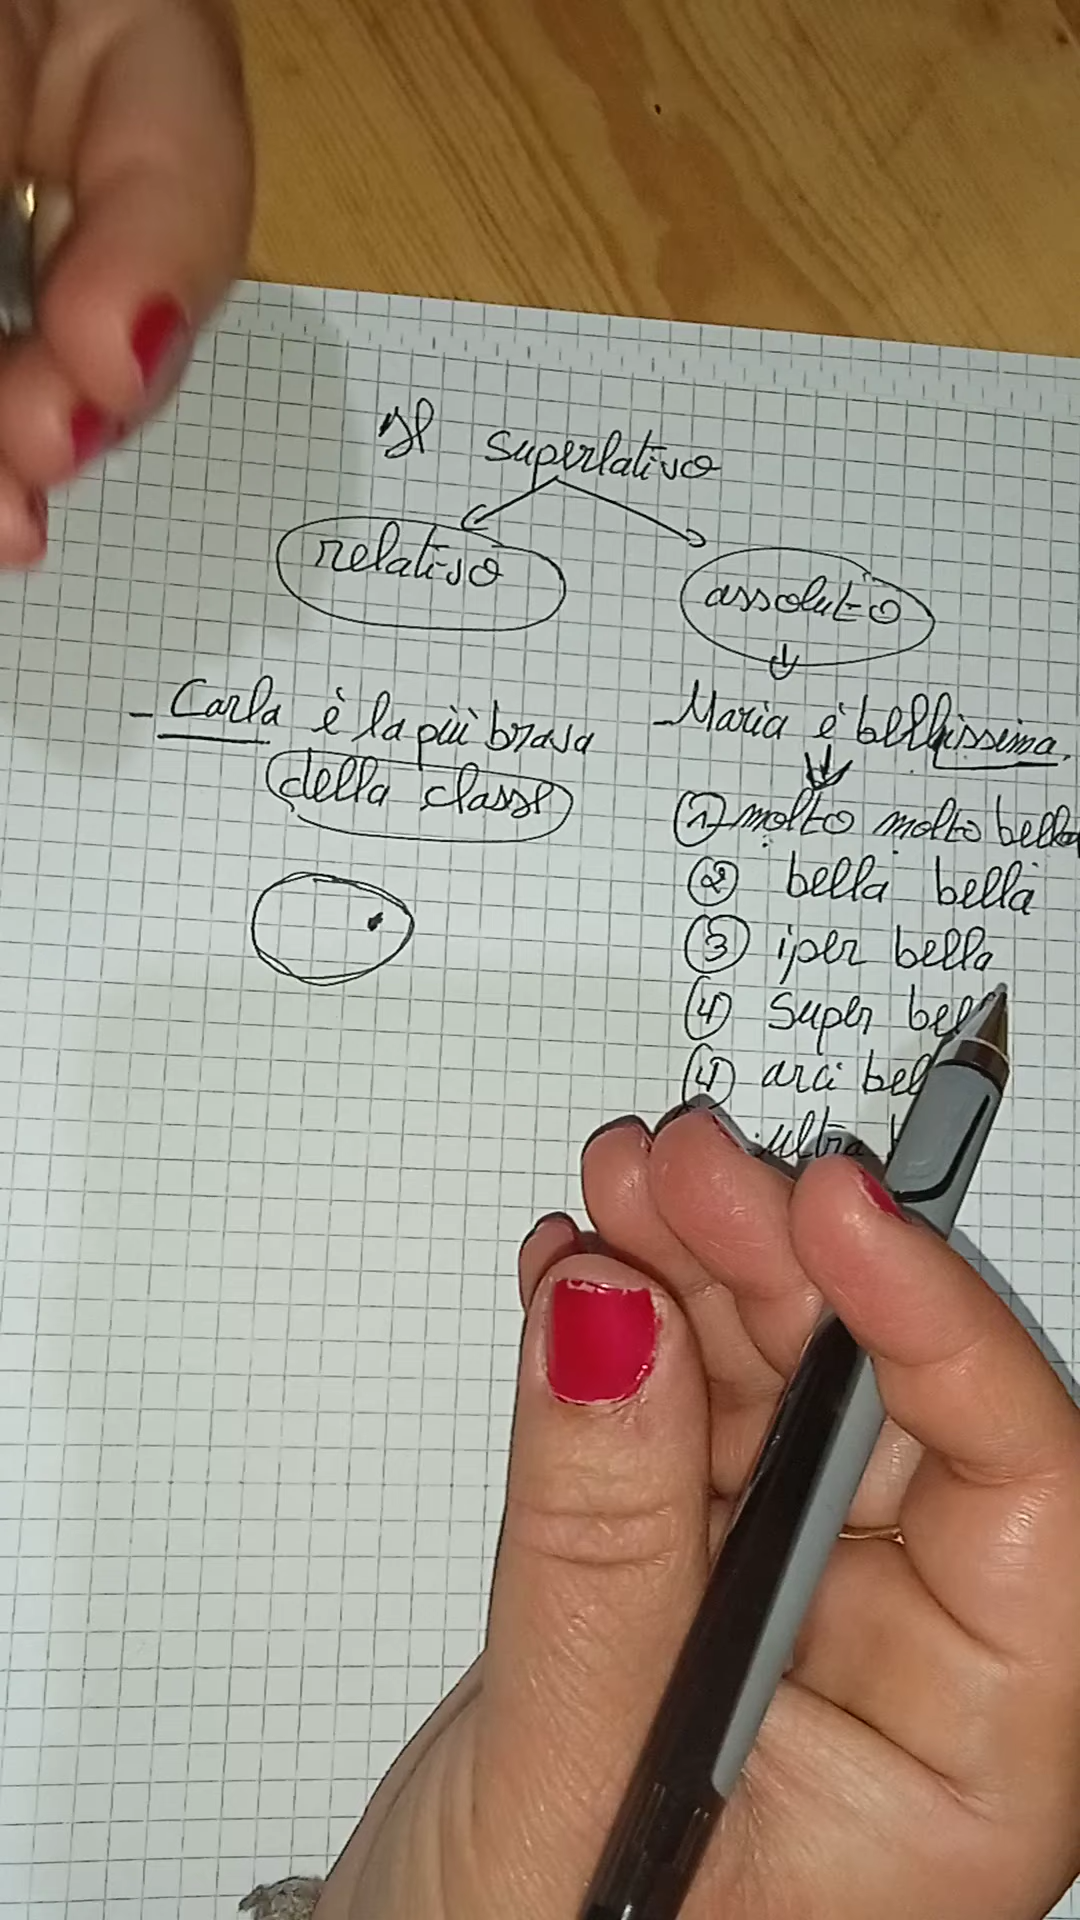 Il superlativo
relativo
assoluto
- Carla è la più brava
della classe
- Maria è bellissima.
① molto molto bella
② bella bella
③ iper bella
④ super
④ arci
ultra